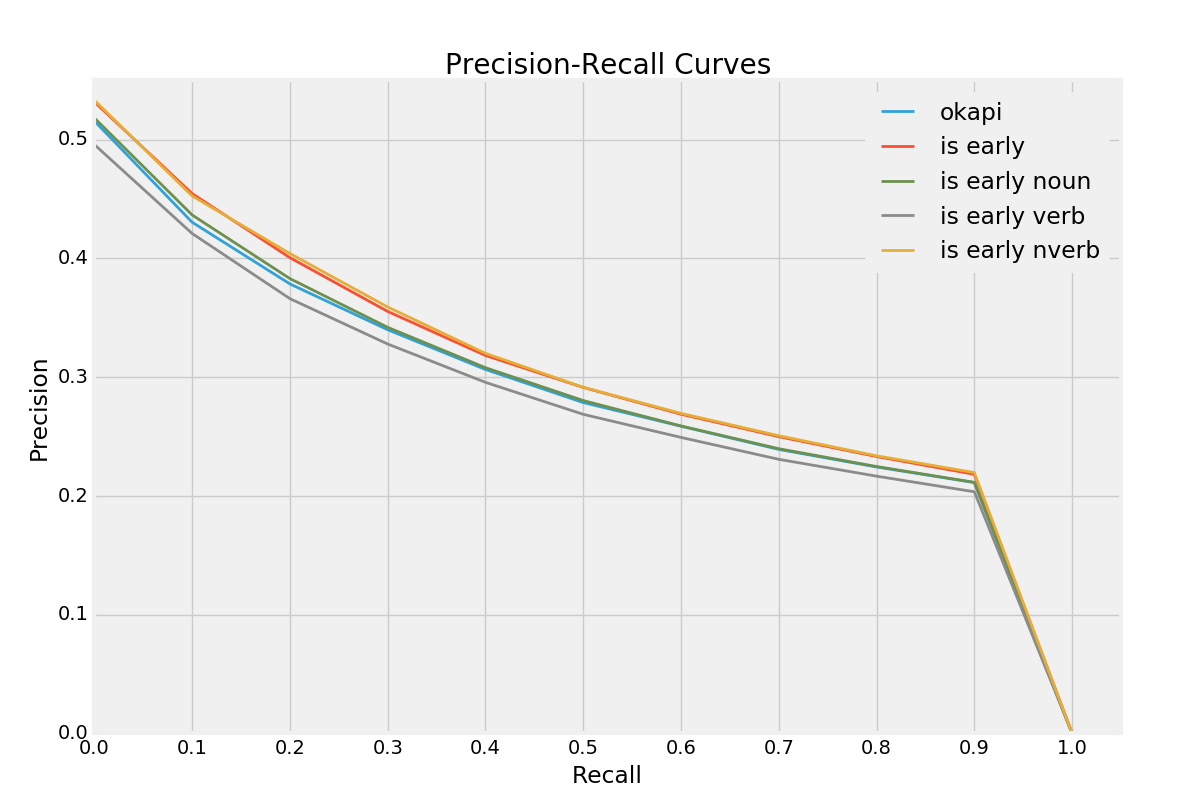 Precision-Recall Curves
okapi
is early
is early noun
is early verb
is early nverb
Precision
0.5
0.4
0.3
0.2
0.1
0.0
0.0 0.1 0.2 0.3 0.4 0.5 0.6 0.7 0.8 0.9 1.0
Recall